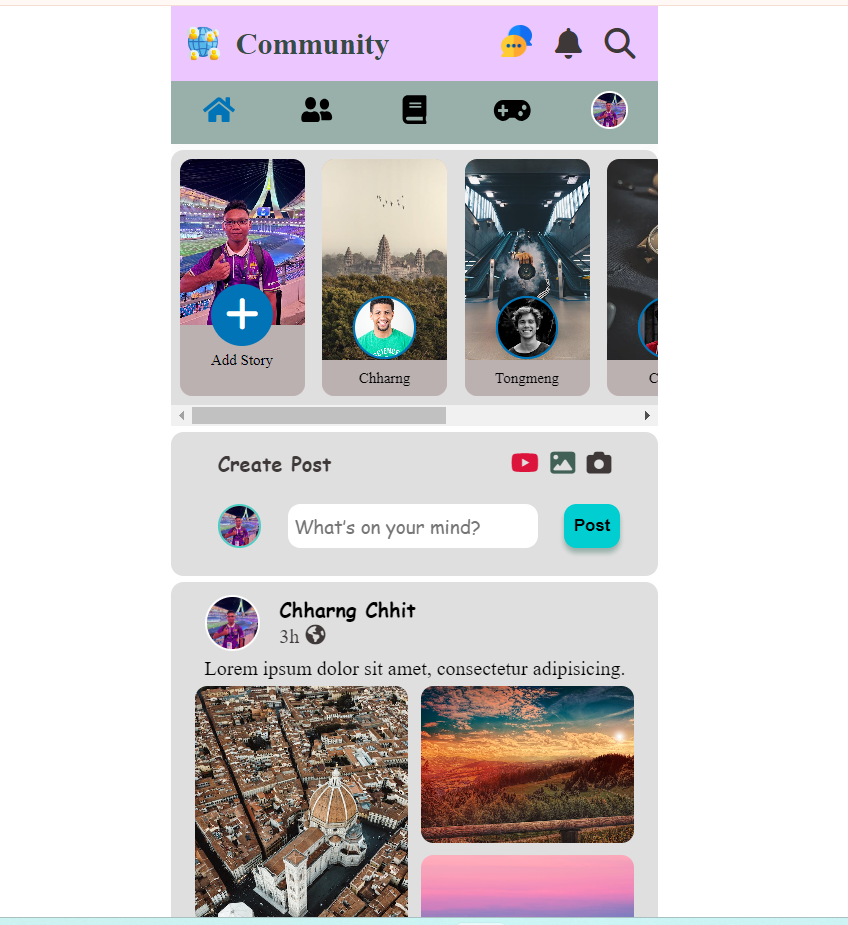 Community
Add Story
Chharng
Tongmeng
C
Create Post
What's on your mind?
Post
Chharng Chhit
3h
Lorem ipsum dolor sit amet, consectetur adipisicing.